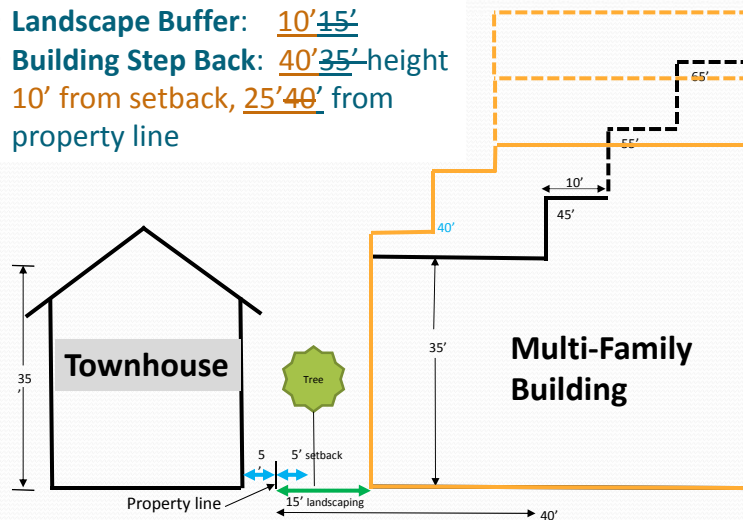 Landscape Buffer: 10'15'
Building Step Back: 40'35' height
10' from setback, 25'40' from
property line
65'
55'
10'
45'
40'
35'
Multi-Family
Building
Townhouse
35
'
Tree
5
'
5' setback
Property line
15' landscaping
40'